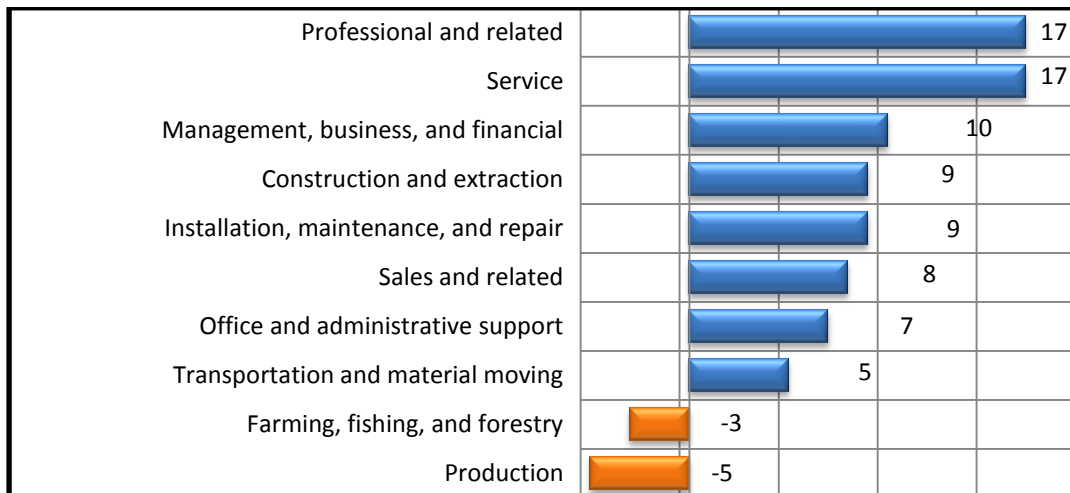 Professional and related 17
Service 17
Management, business, and financial 10
Construction and extraction 9
Installation, maintenance, and repair 9
Sales and related 8
Office and administrative support 7
Transportation and material moving 5
Farming, fishing, and forestry -3
Production -5